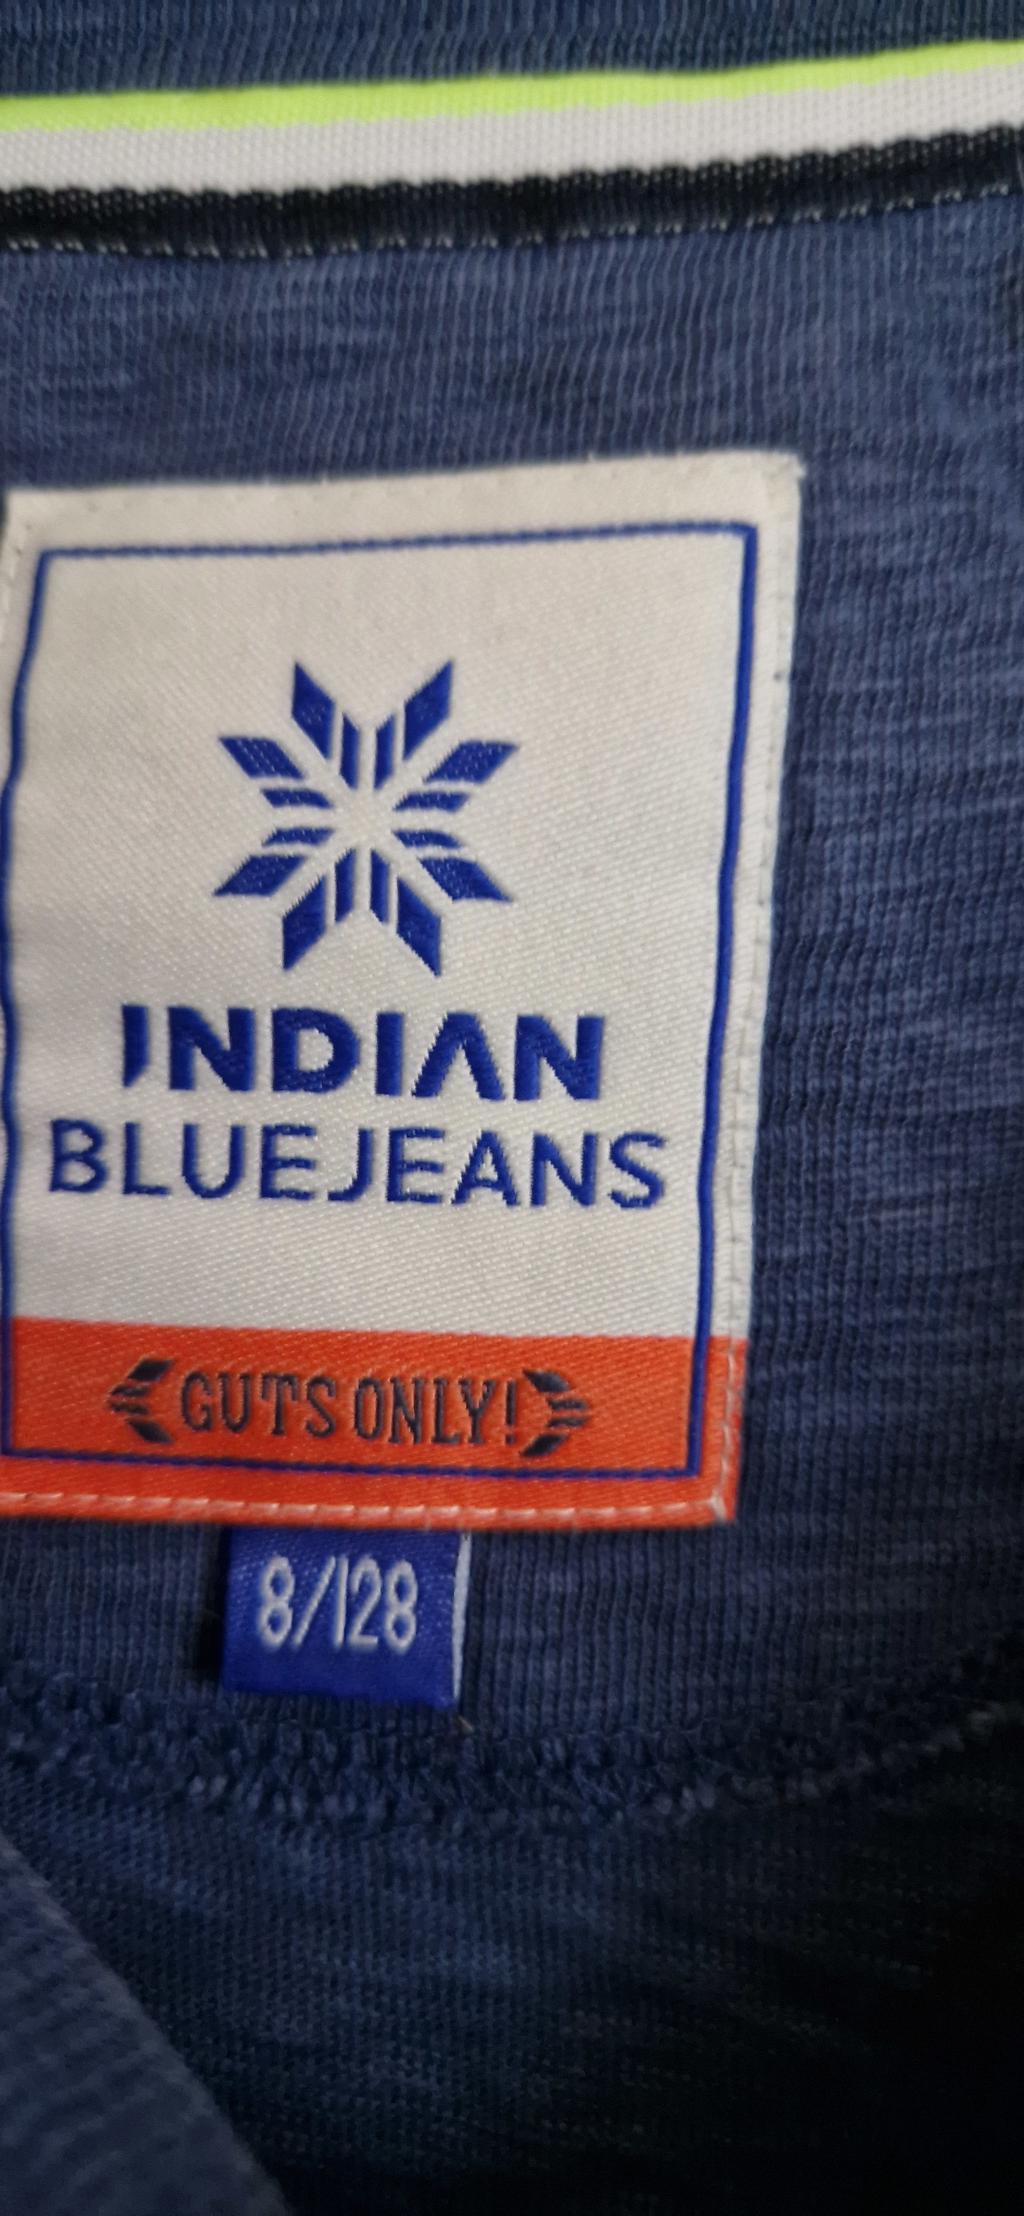 INDIAN
BLUEJEANS
GUTS ONLY!
8/128